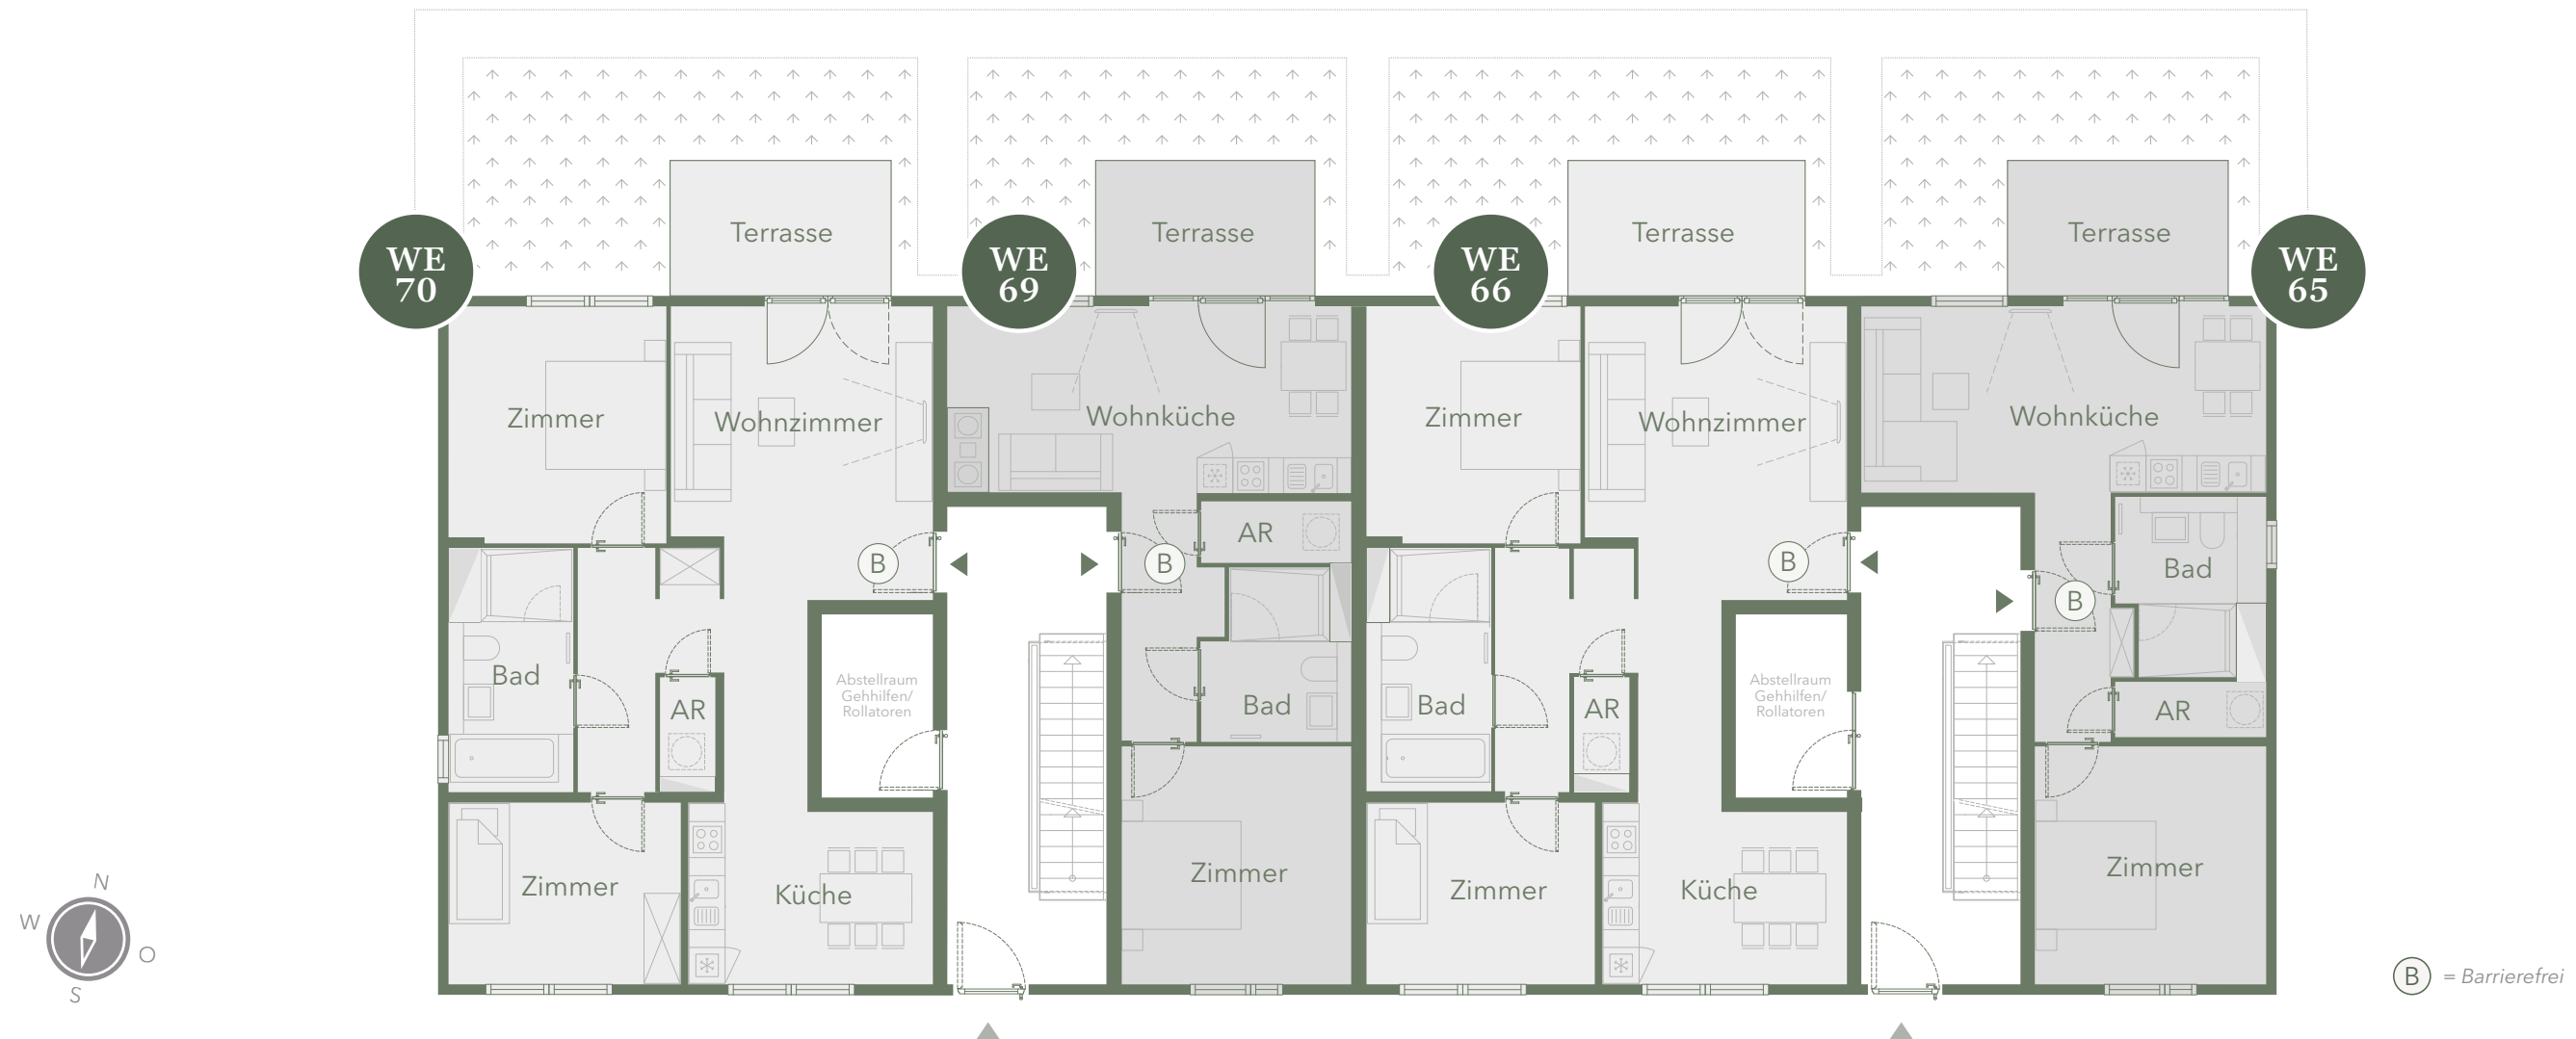 Terrasse
Terrasse
Terrasse
Terrasse
WE
70
WE
69
WE
66
WE
65
Zimmer
Wohnzimmer
Wohnküche
Zimmer
Wohnzimmer
Wohnküche
AR
B
B
B
Bad
B
Bad
Abstellraum
Gehhilfen/
Rollatoren
Abstellraum
Gehhilfen/
Rollatoren
AR
Bad
Bad
AR
AR
Zimmer
Küche
Zimmer
Zimmer
Küche
Zimmer
N
W
O
S
B = Barrierefrei